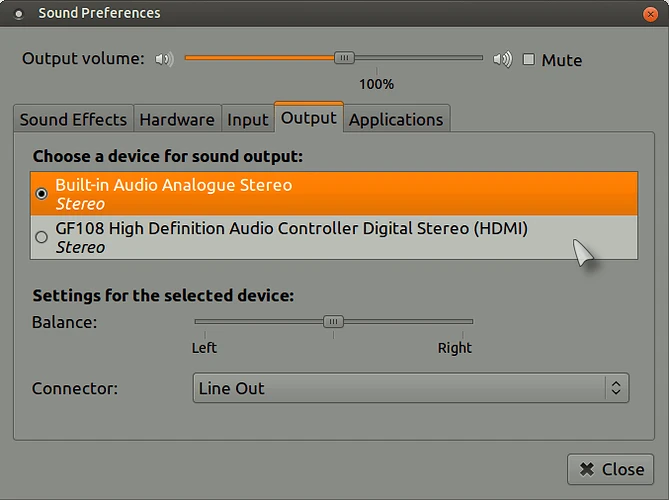 Sound Preferences
Output volume:
Mute
100%
Sound Effects
Hardware
Input
Output
Applications
Choose a device for sound output:
Built-in Audio Analogue Stereo
Stereo
GF108 High Definition Audio Controller Digital Stereo (HDMI)
Stereo
Settings for the selected device:
Balance:
Left
Right
Connector:
Line Out
Close